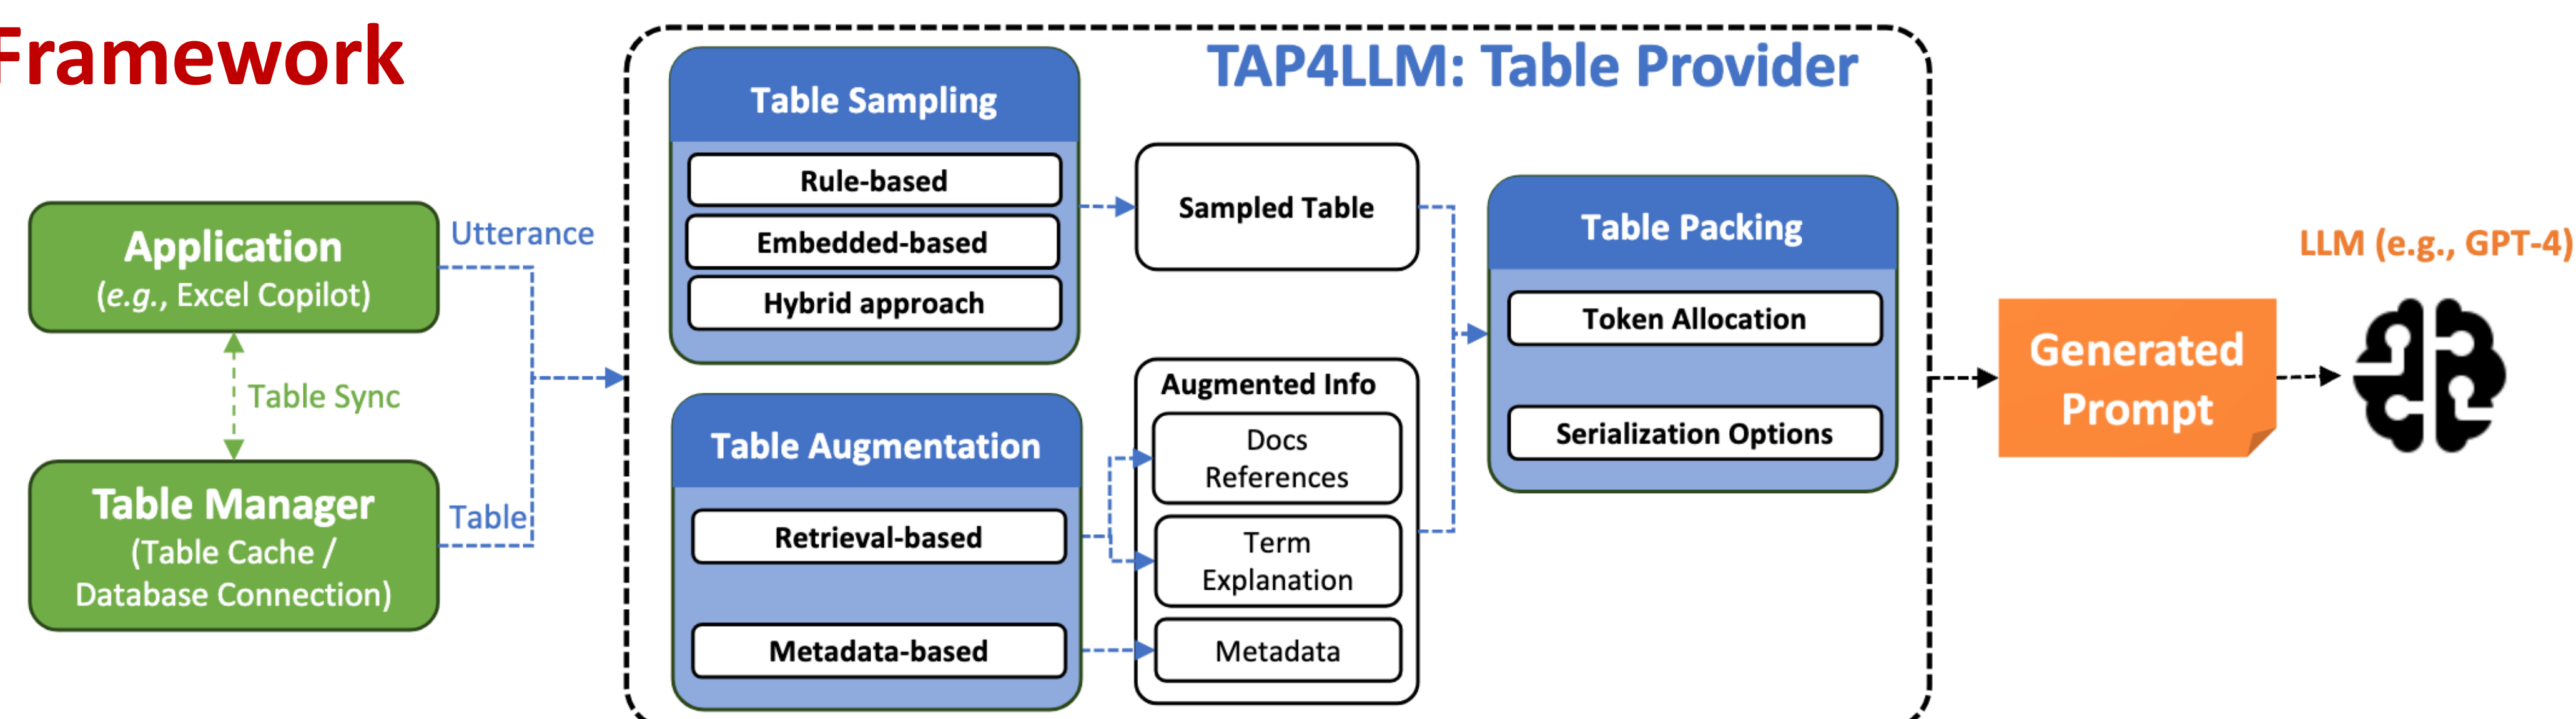 Framework
TAP4LLM: Table Provider
Application
(e.g., Excel Copilot)
Utterance
Table Sync
Table Manager
(Table Cache /
Database Connection)
Table
Table Sampling
Rule-based
Embedded-based
Hybrid approach
Sampled Table
Table Augmentation
Retrieval-based
Metadata-based
Augmented Info
Docs
References
Term
Explanation
Metadata
Table Packing
Token Allocation
Serialization Options
Generated
Prompt
LLM (e.g., GPT-4)